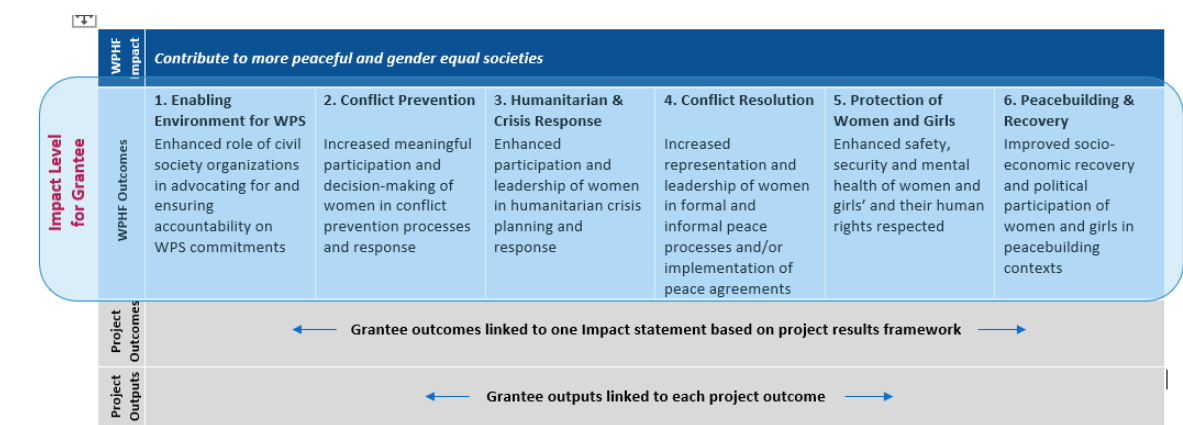 WPHF
Impact
Contribute to more peaceful and gender equal societies
Impact Level
for Grantee
WPHF Outcomes
1. Enabling
Environment for WPS
Enhanced role of civil
society organizations
in advocating for and
ensuring
accountability on
WPS commitments
2. Conflict Prevention
Increased meaningful
participation and
decision-making of
women in conflict
prevention processes
and response
3. Humanitarian &
Crisis Response
Enhanced
participation and
leadership of women
in humanitarian crisis
planning and
response
4. Conflict Resolution
Increased
representation and
leadership of women
in formal and
informal peace
processes and/or
implementation of
peace agreements
5. Protection of
Women and Girls
Enhanced safety,
security and mental
health of women and
girls’ and their human
rights respected
6. Peacebuilding &
Recovery
Improved socio-
economic recovery
and political
participation of
women and girls in
peacebuilding
contexts
Project
Outcomes
Grantee outcomes linked to one Impact statement based on project results framework
Project
Outputs
Grantee outputs linked to each project outcome